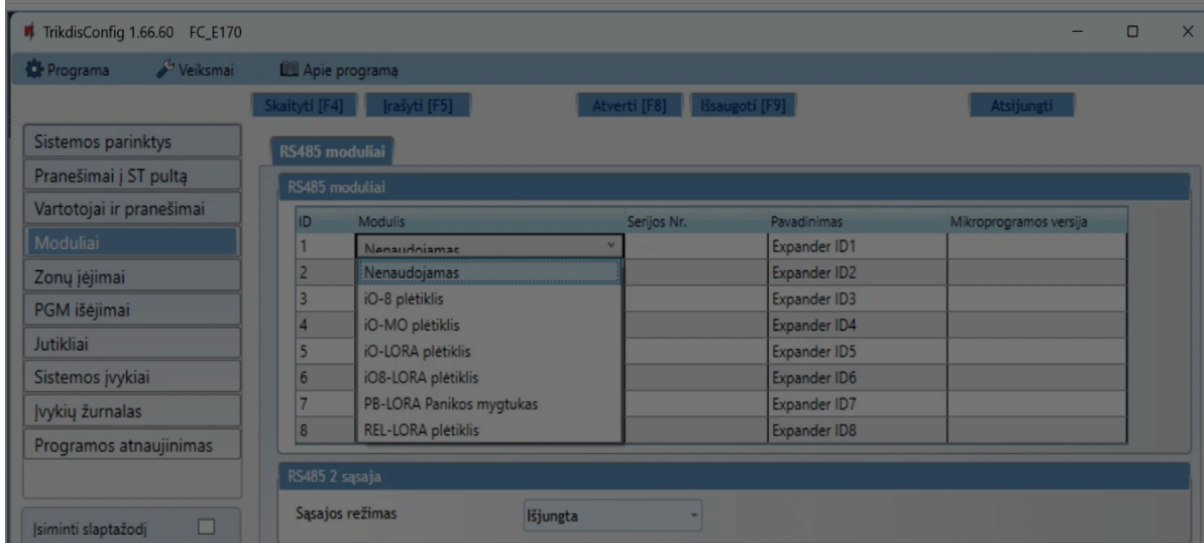 TrikdisConfig 1.66.60 FC_E170
Programa Veiksmai Apie programą
Skaityti [F4] Įrašyti [F5] Atverti [F8] Išsaugoti [F9] Atsijungti
Sistemos parinktys
Pranešimai į ST pultą
Vartotojai ir pranešimai
Moduliai
Zonų įėjimai
PGM išėjimai
Jutikliai
Sistemos įvykiai
Įvykių žurnalas
Programos atnaujinimas
Įsiminti slaptažodį
RS485 moduliai
RS485 moduliai
ID Modulis Serijos Nr. Pavadinimas Mikroprogramos versija
1 Nenaudojamas Expander ID1
2 Nenaudojamas Expander ID2
3 iO-8 plėtiklis Expander ID3
4 iO-MO plėtiklis Expander ID4
5 iO-LORA plėtiklis Expander ID5
6 iO8-LORA plėtiklis Expander ID6
7 PB-LORA Panikos mygtukas Expander ID7
8 REL-LORA plėtiklis Expander ID8
RS485 2 sąsaja
Sąsajos režimas Išjungta